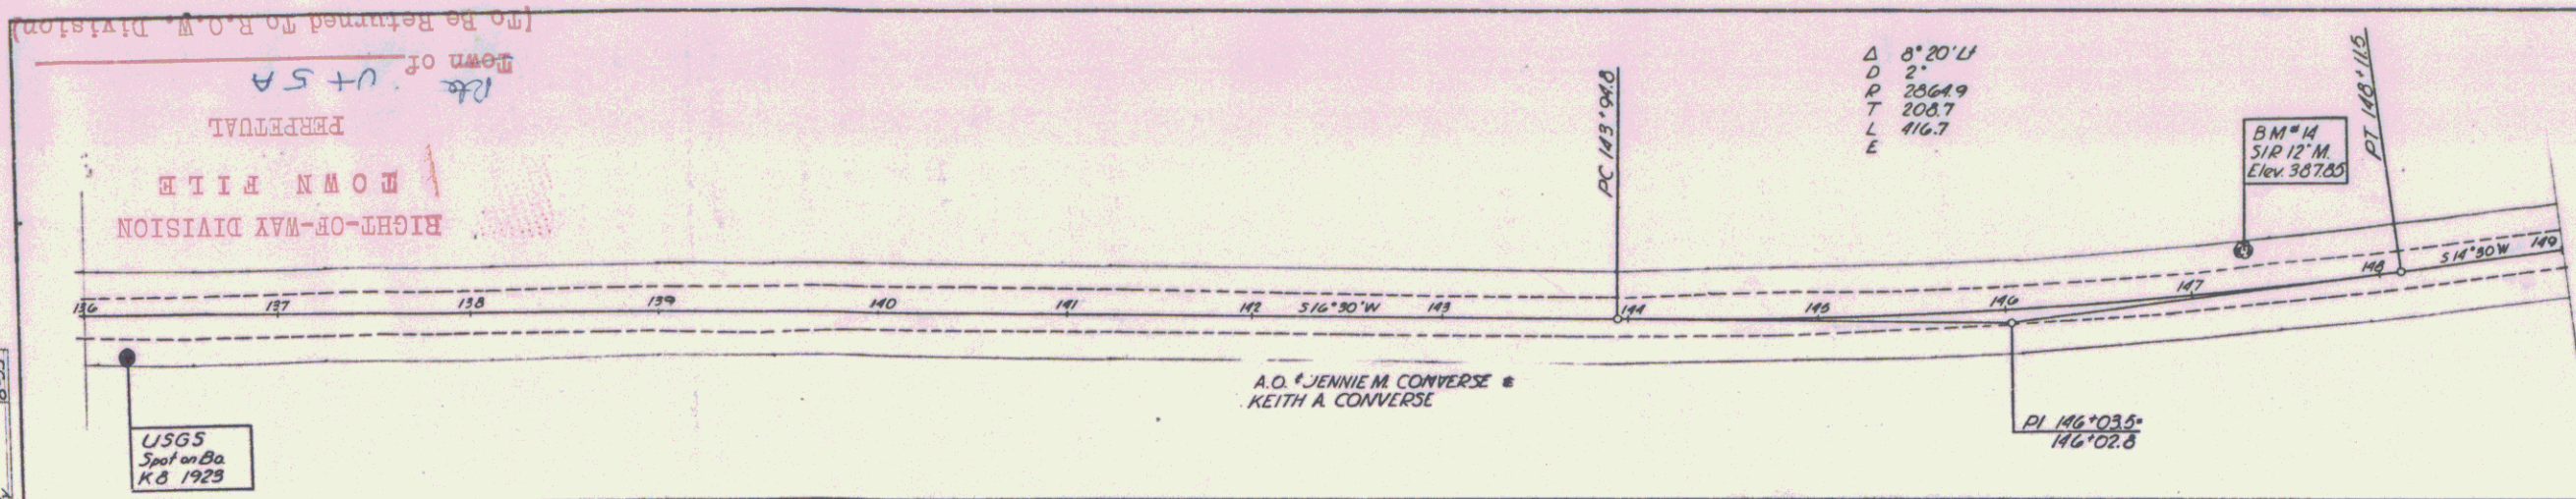 RIGHT-OF-WAY DIVISION
TOWN FILE
PERPETUAL
Rte Vt 5 A
Town of
(To Be Returned To R.O.W. Division)
Δ 8°20' Lt
D 2°
R 2864.9
T 208.7
L 416.7
E
PC 143+94.8
PT 148+11.5
BM#14
SIR 12" M.
Elev. 387.85
136 137 138 139 140 141 142 S16°30'W 143 144 145 146 147 148 S14°30W 149
A.O. & JENNIE M. CONVERSE &
KEITH A. CONVERSE
PI 146+03.5=
146+02.8
USGS
Spot on Bo.
K8 1923